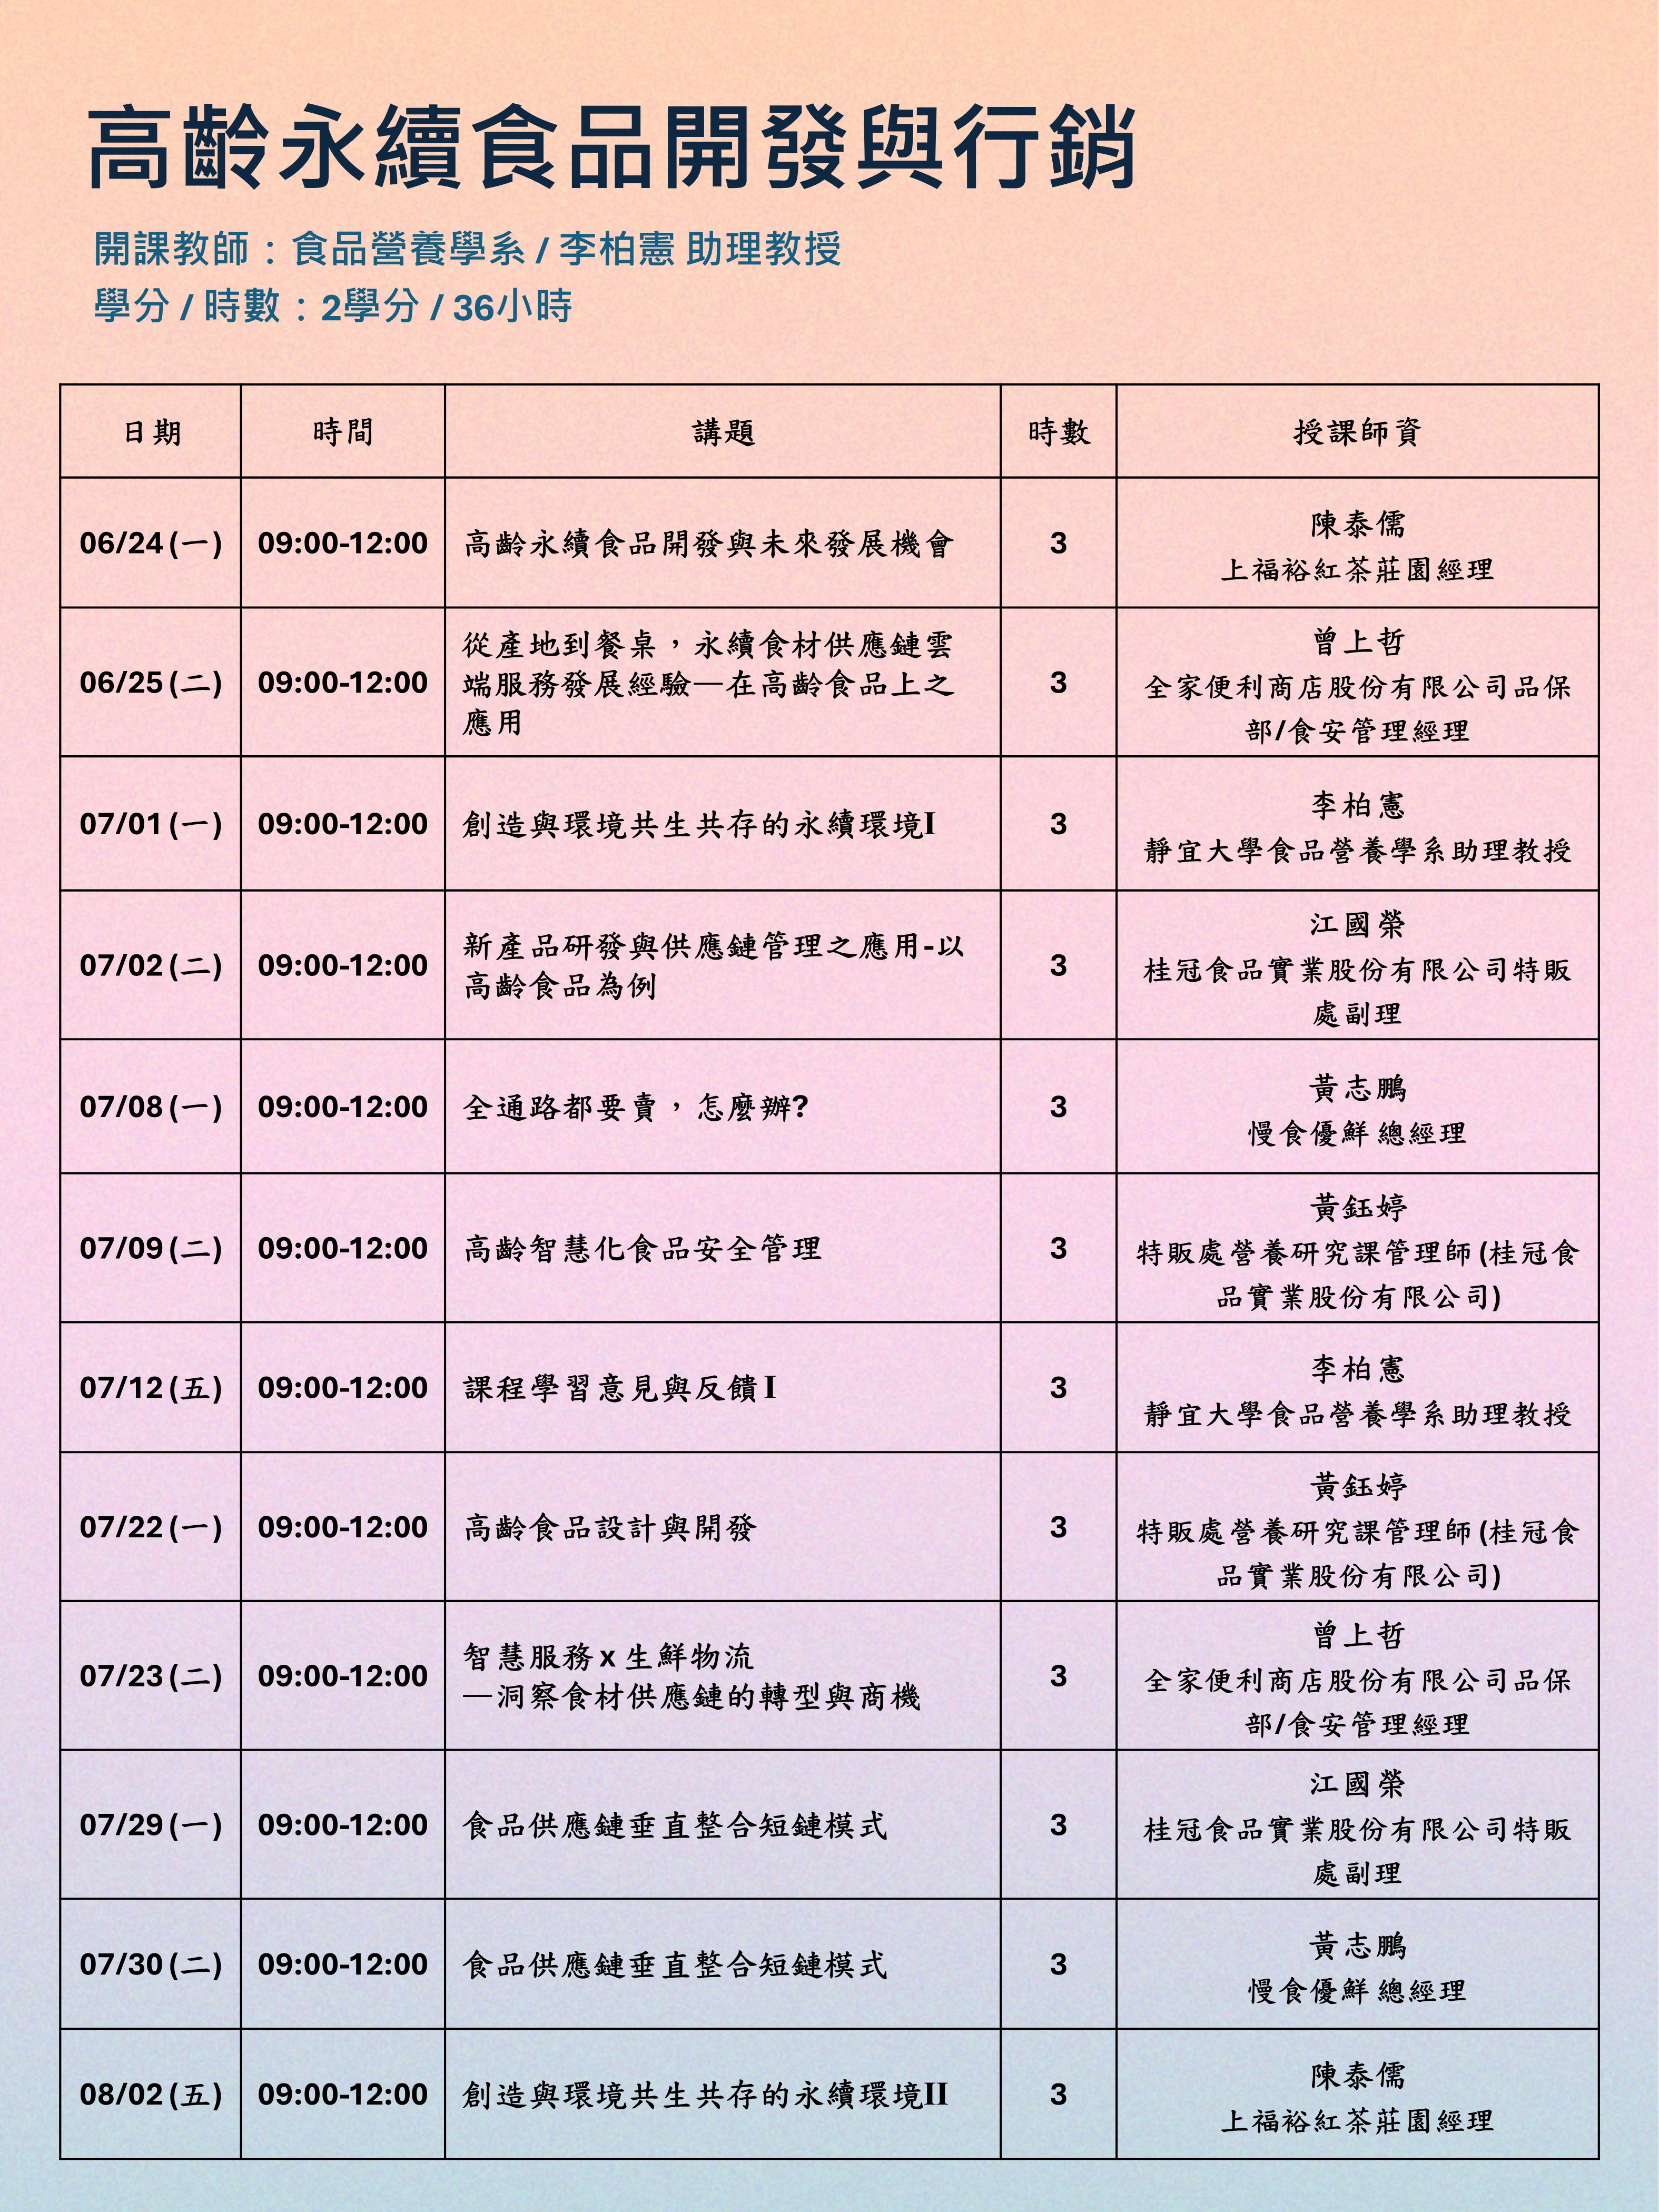 高齡永續食品開發與行銷
開課教師：食品營養學系 / 李柏憲 助理教授
學分 / 時數：2學分 / 36小時
日期 時間 講題 時數 授課師資
06/24(一) 09:00-12:00 高齡永續食品開發與未來發展機會 3 陳泰儒
上福裕紅茶莊園經理
06/25(二) 09:00-12:00 從產地到餐桌，永續食材供應鏈雲
端服務發展經驗—在高齡食品上之
應用
3
曾上哲
全家便利商店股份有限公司品保
部/食安管理經理
07/01(一) 09:00-12:00 創造與環境共生共存的永續環境I 3 李柏憲
靜宜大學食品營養學系助理教授
07/02(二) 09:00-12:00 新產品研發與供應鏈管理之應用-以
高齡食品為例
3
江國榮
桂冠食品實業股份有限公司特販
處副理
07/08(一) 09:00-12:00 全通路都要賣，怎麼辦? 3 黃志鵬
慢食優鮮 總經理
07/09(二) 09:00-12:00 高齡智慧化食品安全管理 3 黃鈺婷
特販處營養研究課管理師(桂冠食
品實業股份有限公司)
07/12(五) 09:00-12:00 課程學習意見與反饋I 3 李柏憲
靜宜大學食品營養學系助理教授
07/22(一) 09:00-12:00 高齡食品設計與開發 3 黃鈺婷
特販處營養研究課管理師(桂冠食
品實業股份有限公司)
07/23(二) 09:00-12:00 智慧服務x生鮮物流
—洞察食材供應鏈的轉型與商機
3
曾上哲
全家便利商店股份有限公司品保
部/食安管理經理
07/29(一) 09:00-12:00 食品供應鏈垂直整合短鏈模式 3 江國榮
桂冠食品實業股份有限公司特販
處副理
07/30(二) 09:00-12:00 食品供應鏈垂直整合短鏈模式 3 黃志鵬
慢食優鮮 總經理
08/02(五) 09:00-12:00 創造與環境共生共存的永續環境II 3 陳泰儒
上福裕紅茶莊園經理